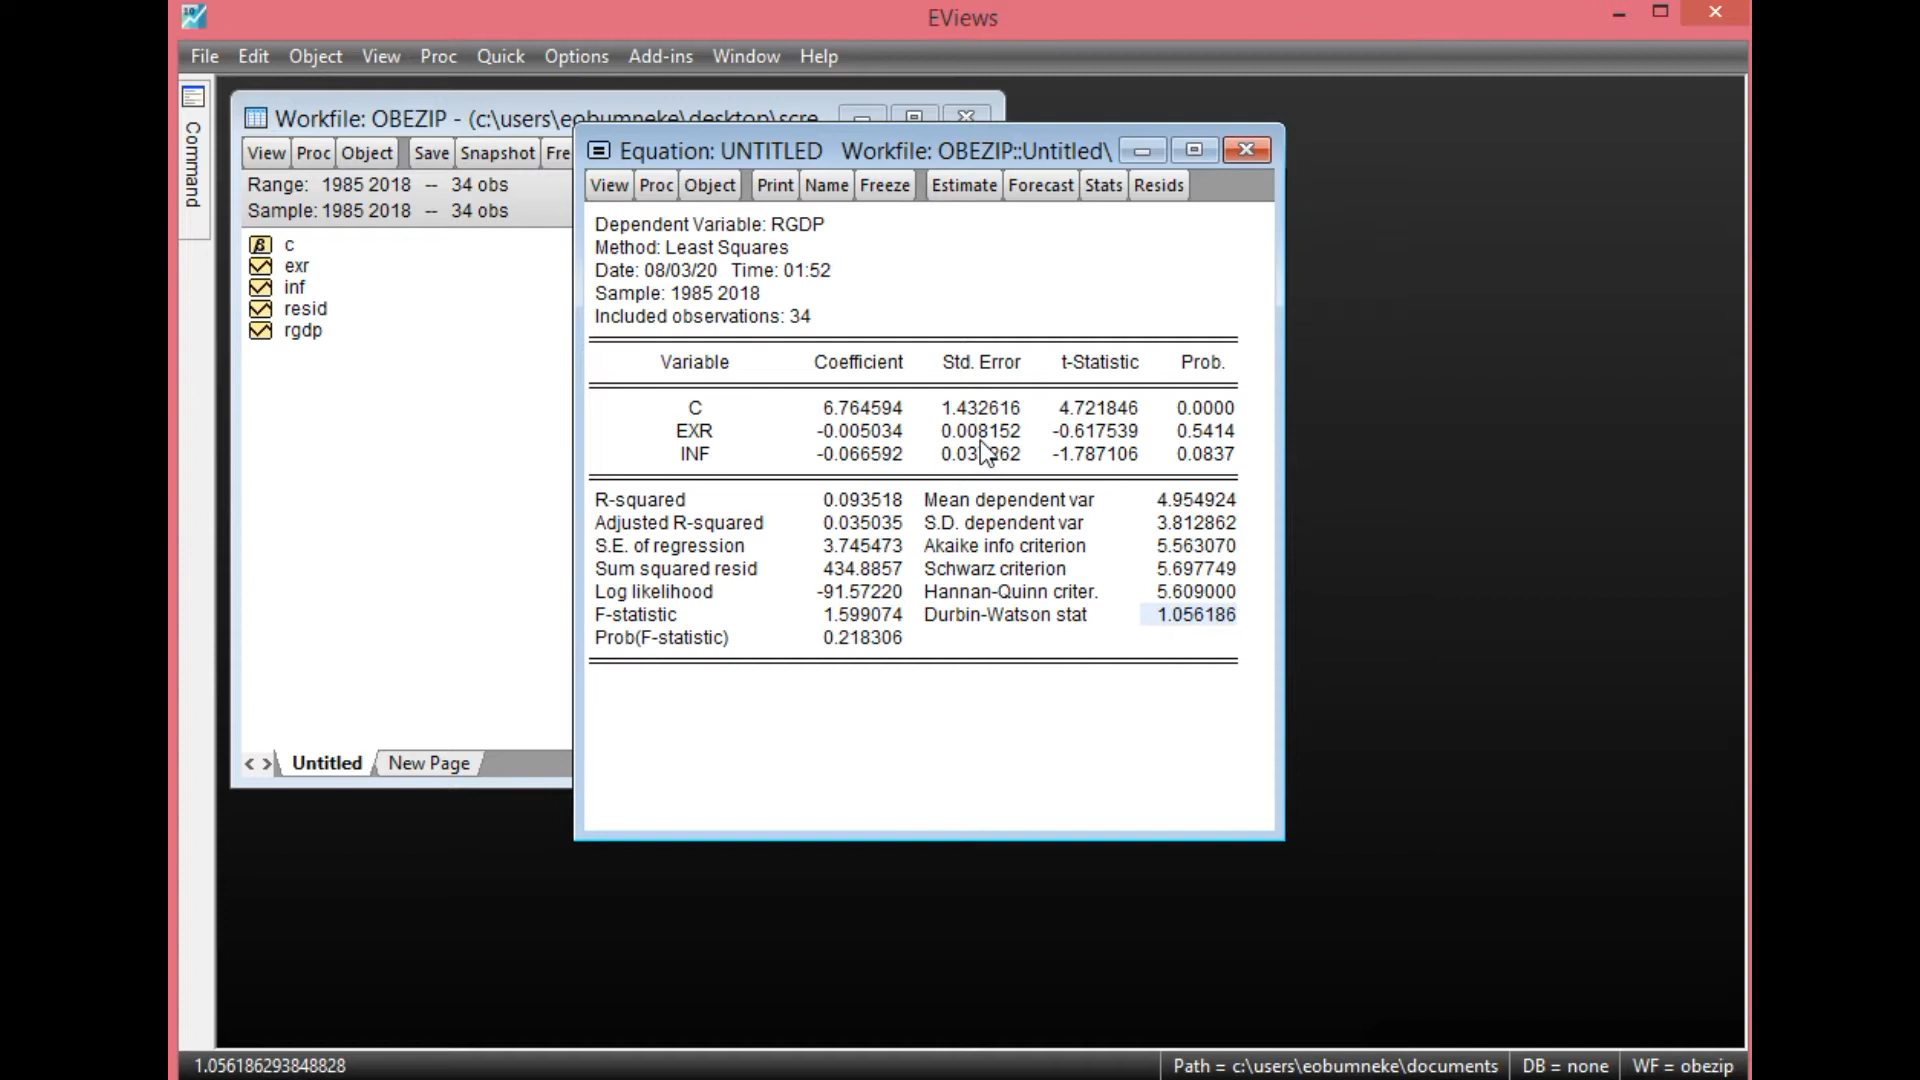 EViews
File Edit Object View Proc Quick Options Add-ins Window Help
Command
Workfile: OBEZIP - (c:\users\eobumneke\desktop\scre
View Proc Object Save Snapshot Fre
Range: 1985 2018 -- 34 obs
Sample: 1985 2018 -- 34 obs
c
exr
inf
resid
rgdp
< > Untitled New Page
Equation: UNTITLED Workfile: OBEZIP::Untitled\
View Proc Object Print Name Freeze Estimate Forecast Stats Resids
Dependent Variable: RGDP
Method: Least Squares
Date: 08/03/20 Time: 01:52
Sample: 1985 2018
Included observations: 34
Variable Coefficient Std. Error t-Statistic Prob.
C 6.764594 1.432616 4.721846 0.0000
EXR -0.005034 0.008152 -0.617539 0.5414
INF -0.066592 -1.787106 0.0837
R-squared 0.093518 Mean dependent var 4.954924
Adjusted R-squared 0.035035 S.D. dependent var 3.812862
S.E. of regression 3.745473 Akaike info criterion 5.563070
Sum squared resid 434.8857 Schwarz criterion 5.697749
Log likelihood -91.57220 Hannan-Quinn criter. 5.609000
F-statistic 1.599074 Durbin-Watson stat 1.056186
Prob(F-statistic) 0.218306
1.056186293848828 Path = c:\users\eobumneke\documents DB = none WF = obezip